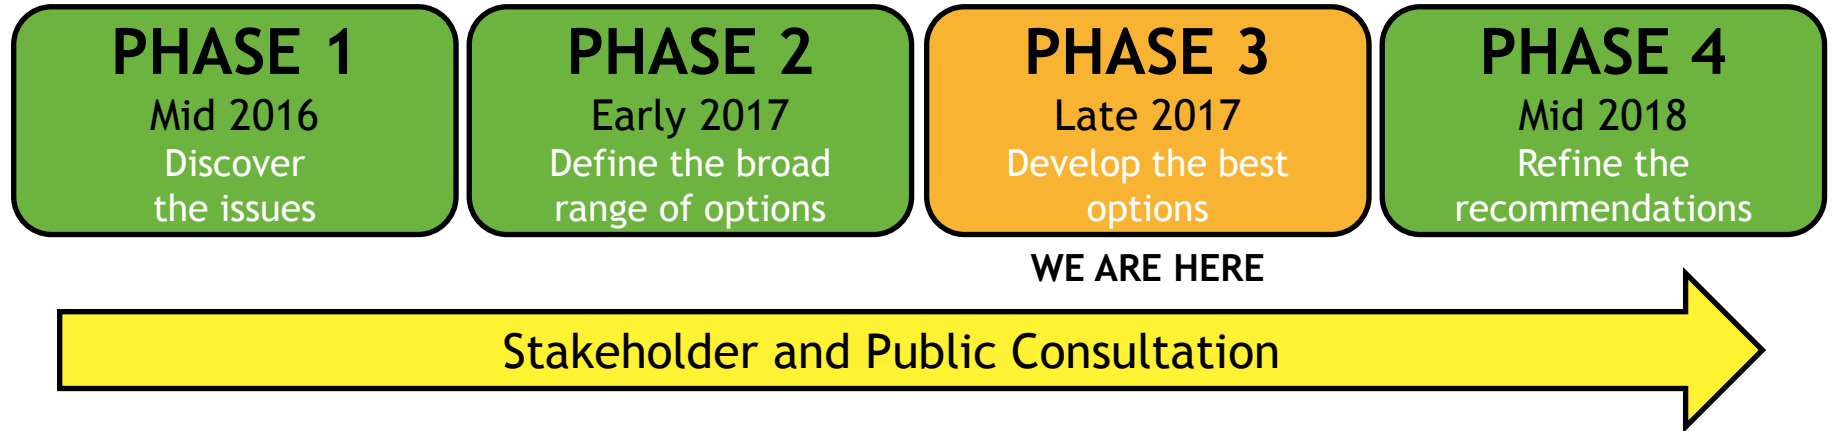 PHASE 1
Mid 2016
Discover
the issues
PHASE 2
Early 2017
Define the broad
range of options
PHASE 3
Late 2017
Develop the best
options
PHASE 4
Mid 2018
Refine the
recommendations
WE ARE HERE
Stakeholder and Public Consultation